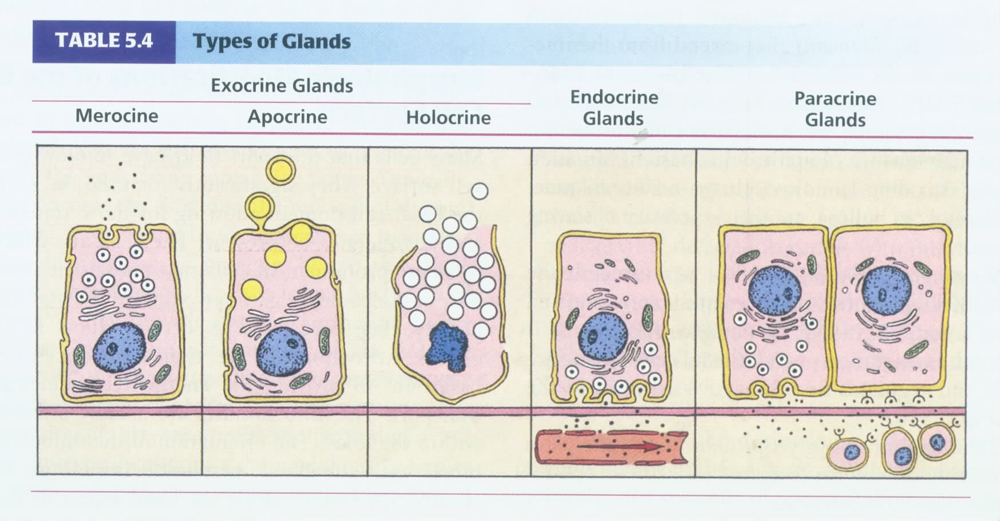 TABLE 5.4
Types of Glands
Exocrine Glands
Merocine
Apocrine
Holocrine
Endocrine
Glands
Paracrine
Glands